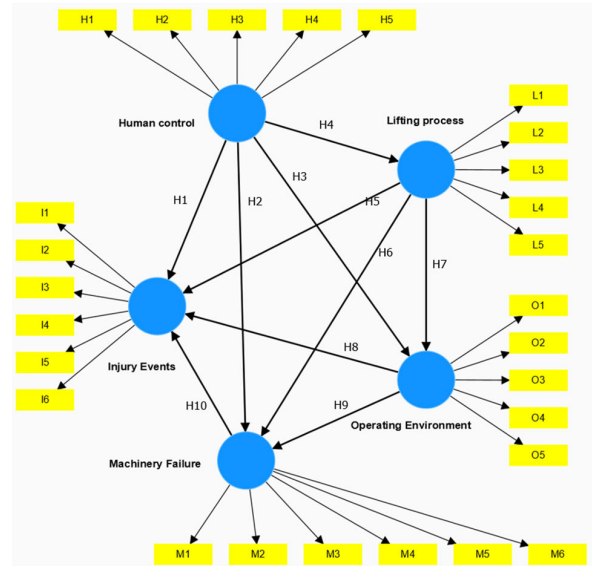 H1 H2 H3 H4 H5
Human control
Lifting process
H4
L1
L2
L3
L4
L5
H3
H1
H2
H5
H6
H7
I1
I2
I3
I4
I5
I6
Injury Events
H8
O1
O2
O3
O4
O5
Operating Environment
H9
H10
Machinery Failure
M1 M2 M3 M4 M5 M6